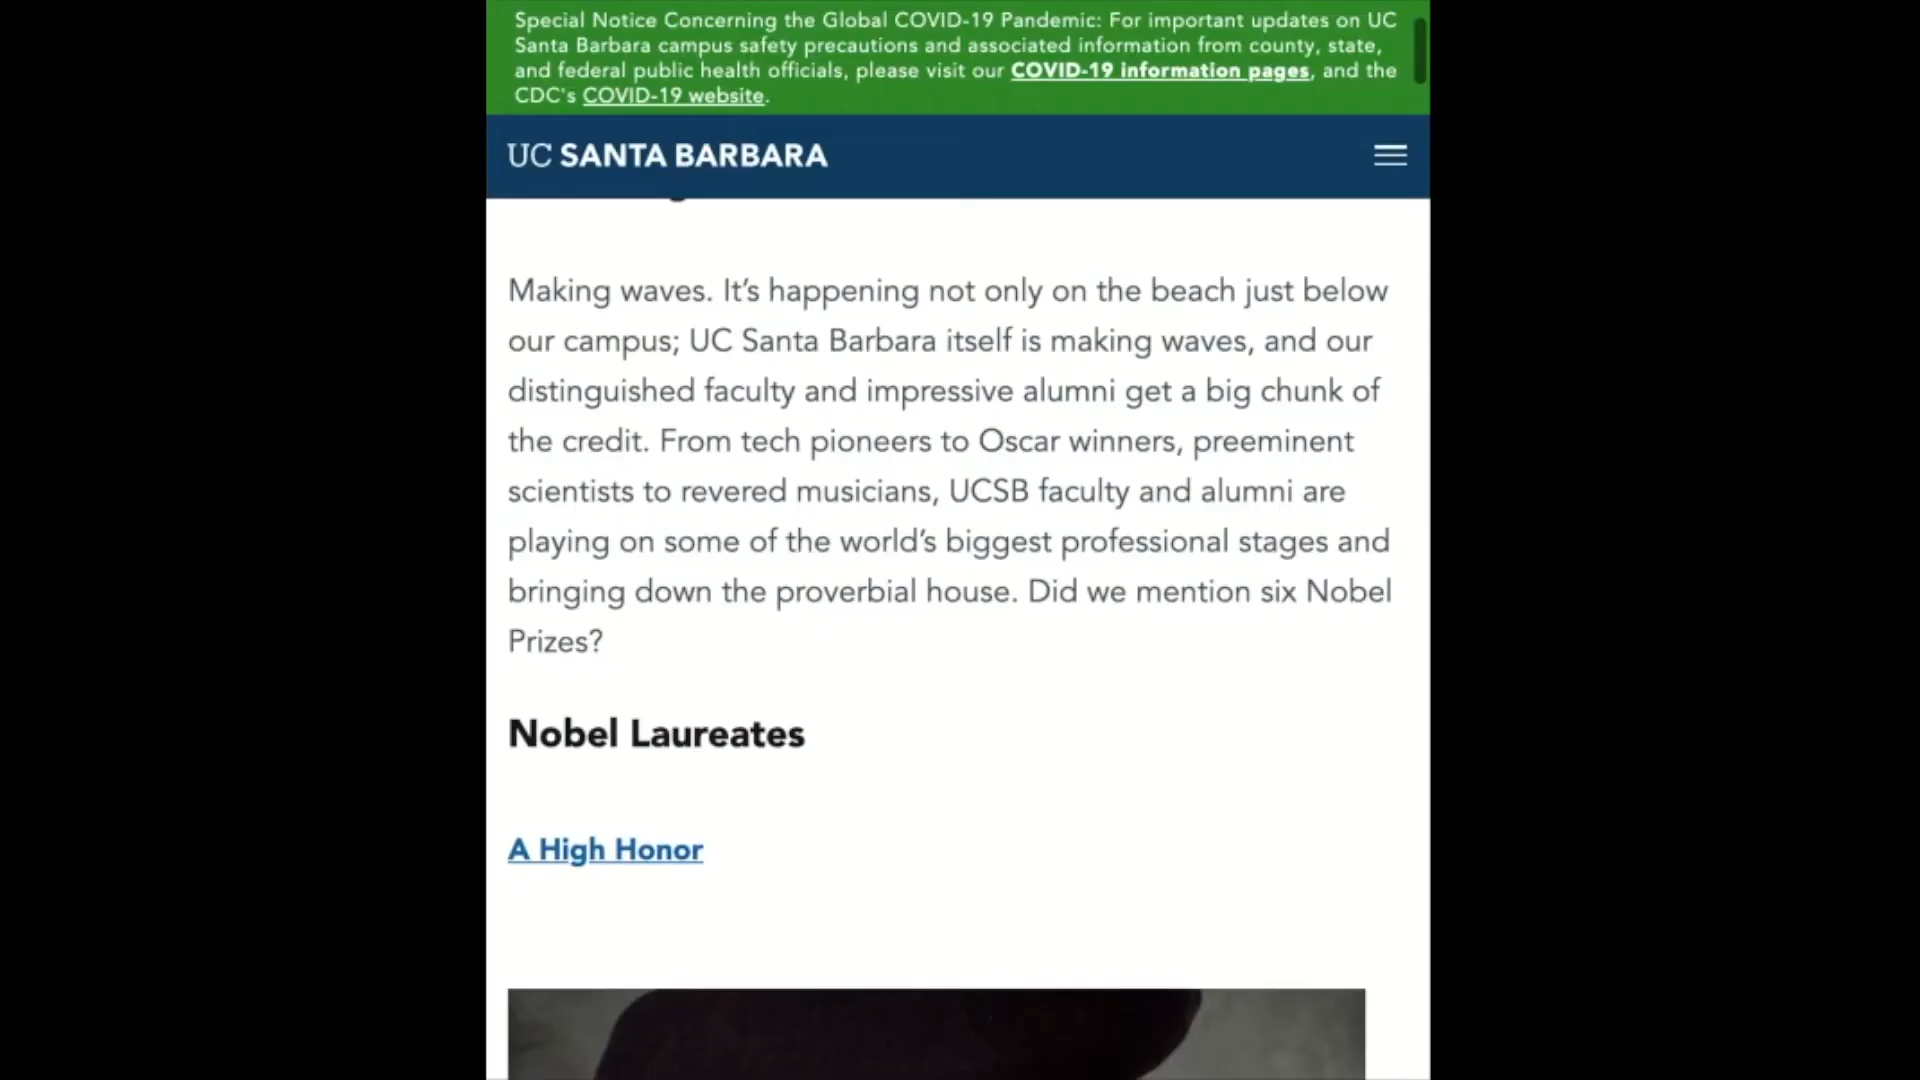 Special Notice Concerning the Global COVID-19 Pandemic: For important updates on UC
Santa Barbara campus safety precautions and associated information from county, state,
and federal public health officials, please visit our COVID-19 information pages, and the
CDC's COVID-19 website.
UC SANTA BARBARA
Making waves. It’s happening not only on the beach just below
our campus; UC Santa Barbara itself is making waves, and our
distinguished faculty and impressive alumni get a big chunk of
the credit. From tech pioneers to Oscar winners, preeminent
scientists to revered musicians, UCSB faculty and alumni are
playing on some of the world’s biggest professional stages and
bringing down the proverbial house. Did we mention six Nobel
Prizes?
Nobel Laureates
A High Honor